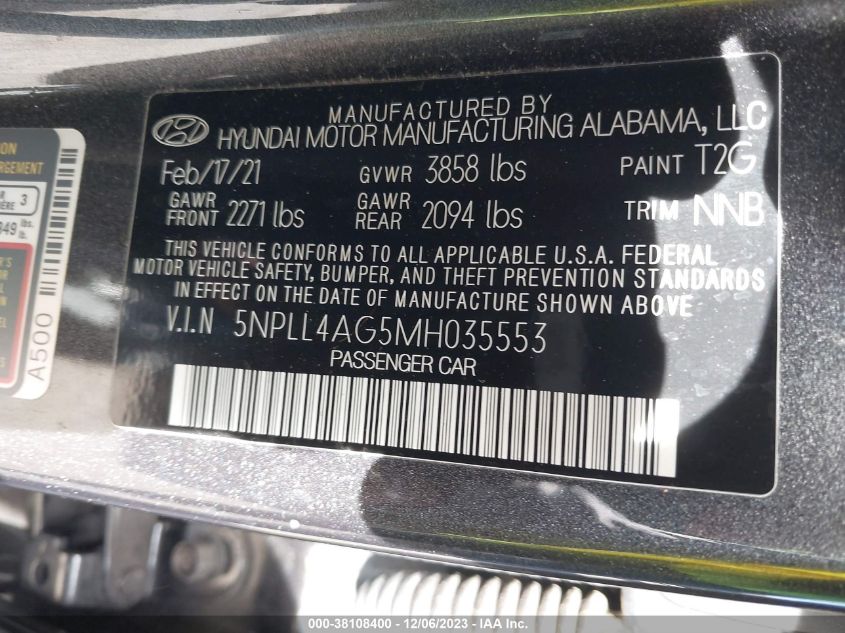 MANUFACTURED BY
HYUNDAI MOTOR MANUFACTURING ALABAMA, LLC
Feb/17/21 GVWR 3858 lbs PAINT T2G
GAWR FRONT 2271 lbs GAWR REAR 2094 lbs TRIM NNB
THIS VEHICLE CONFORMS TO ALL APPLICABLE U.S.A. FEDERAL
MOTOR VEHICLE SAFETY, BUMPER, AND THEFT PREVENTION STANDARDS
IN EFFECT ON THE DATE OF MANUFACTURE SHOWN ABOVE
V.I.N 5NPLL4AG5MH035553
PASSENGER CAR
3
lbs.
A500
000-38108400 - 12/06/2023 - IAA Inc.